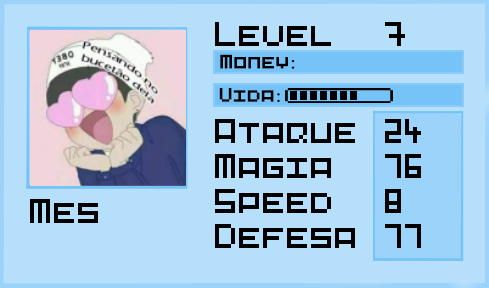 LEVEL 7
MONEY:
VIDA:
ATAQUE 24
MAGIA 76
SPEED 8
DEFESA 77
1380
Pensando no
bucetão dela
MES